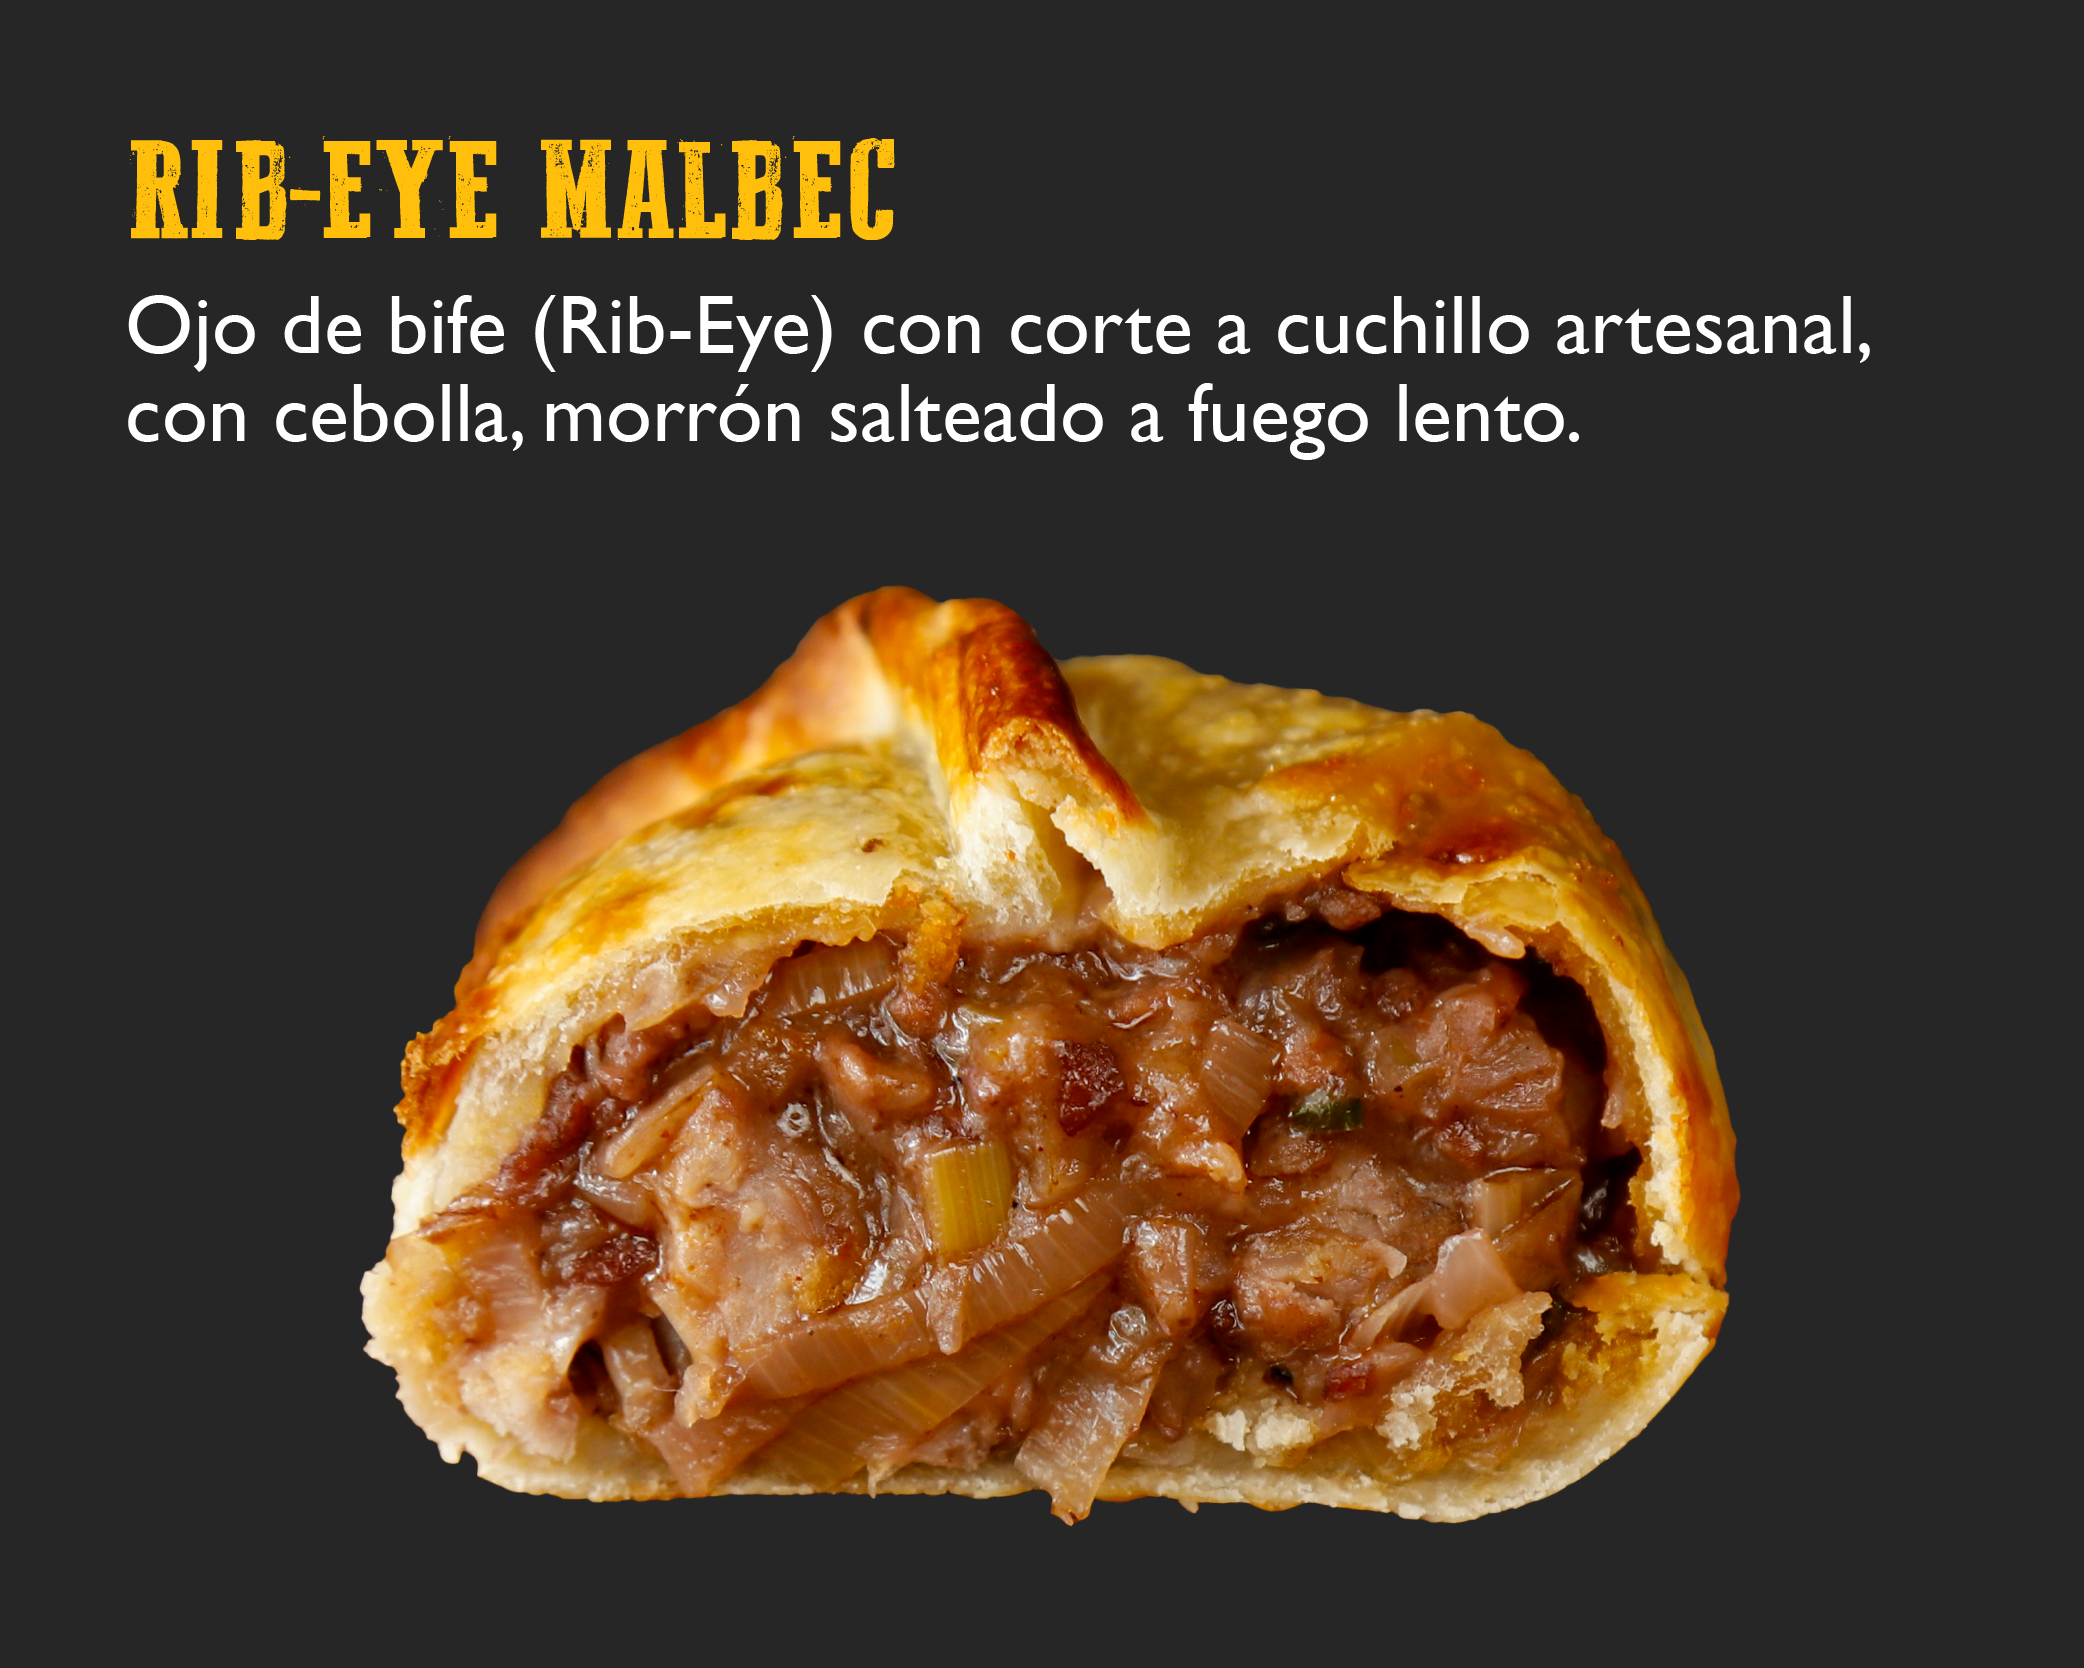 RIB-EYE MALBEC
Ojo de bife (Rib-Eye) con corte a cuchillo artesanal,
con cebolla, morrón salteado a fuego lento.